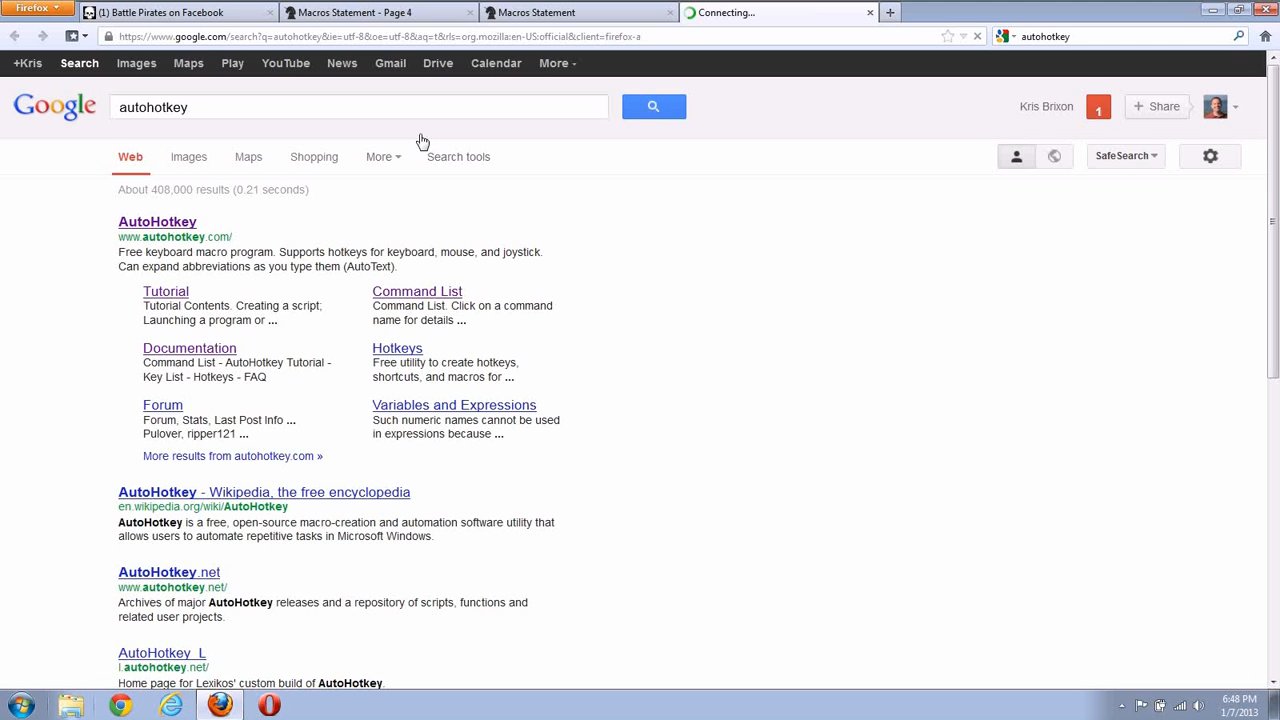 Firefox
(1) Battle Pirates on Facebook
Macros Statement - Page 4
Macros Statement
Connecting...
https://www.google.com/search?q=autohotkey&ie=utf-8&oe=utf-8&aq=t&rls=org.mozilla:en-US:official&client=firefox-a
autohotkey
+Kris Search Images Maps Play YouTube News Gmail Drive Calendar More
Google
autohotkey
Kris Brixon
1
+ Share
Web Images Maps Shopping More Search tools
SafeSearch
About 408,000 results (0.21 seconds)
AutoHotkey
www.autohotkey.com/
Free keyboard macro program. Supports hotkeys for keyboard, mouse, and joystick.
Can expand abbreviations as you type them (AutoText).
Tutorial
Tutorial Contents. Creating a script;
Launching a program or ...
Command List
Command List. Click on a command
name for details ...
Documentation
Command List - AutoHotkey Tutorial -
Key List - Hotkeys - FAQ
Hotkeys
Free utility to create hotkeys,
shortcuts, and macros for ...
Forum
Forum, Stats, Last Post Info ...
Pulover, ripper121 ...
Variables and Expressions
Such numeric names cannot be used
in expressions because ...
More results from autohotkey.com »
AutoHotkey - Wikipedia, the free encyclopedia
en.wikipedia.org/wiki/AutoHotkey
AutoHotkey is a free, open-source macro-creation and automation software utility that
allows users to automate repetitive tasks in Microsoft Windows.
AutoHotkey.net
www.autohotkey.net/
Archives of major AutoHotkey releases and a repository of scripts, functions and
related user projects.
AutoHotkey_L
l.autohotkey.net/
Home page for Lexikos' custom build of AutoHotkey.
6:48 PM
1/7/2013